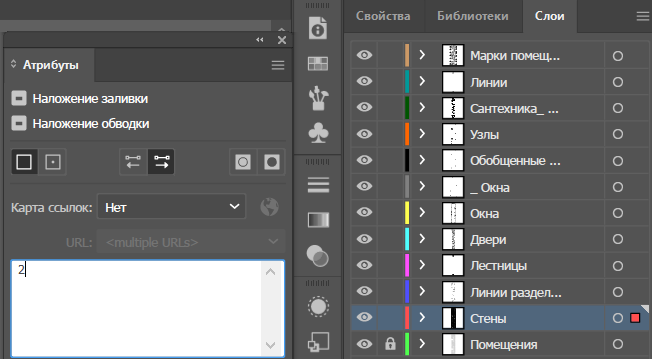 Свойства
Библиотеки
Слои
Атрибуты
Наложение заливки
Наложение обводки
Карта ссылок:
Нет
URL:
<multiple URLs>
2
Марки помещ...
Линии
Сантехника_ ...
Узлы
Обобщенные ...
_ Окна
Окна
Двери
Лестницы
Линии раздел...
Стены
Помещения